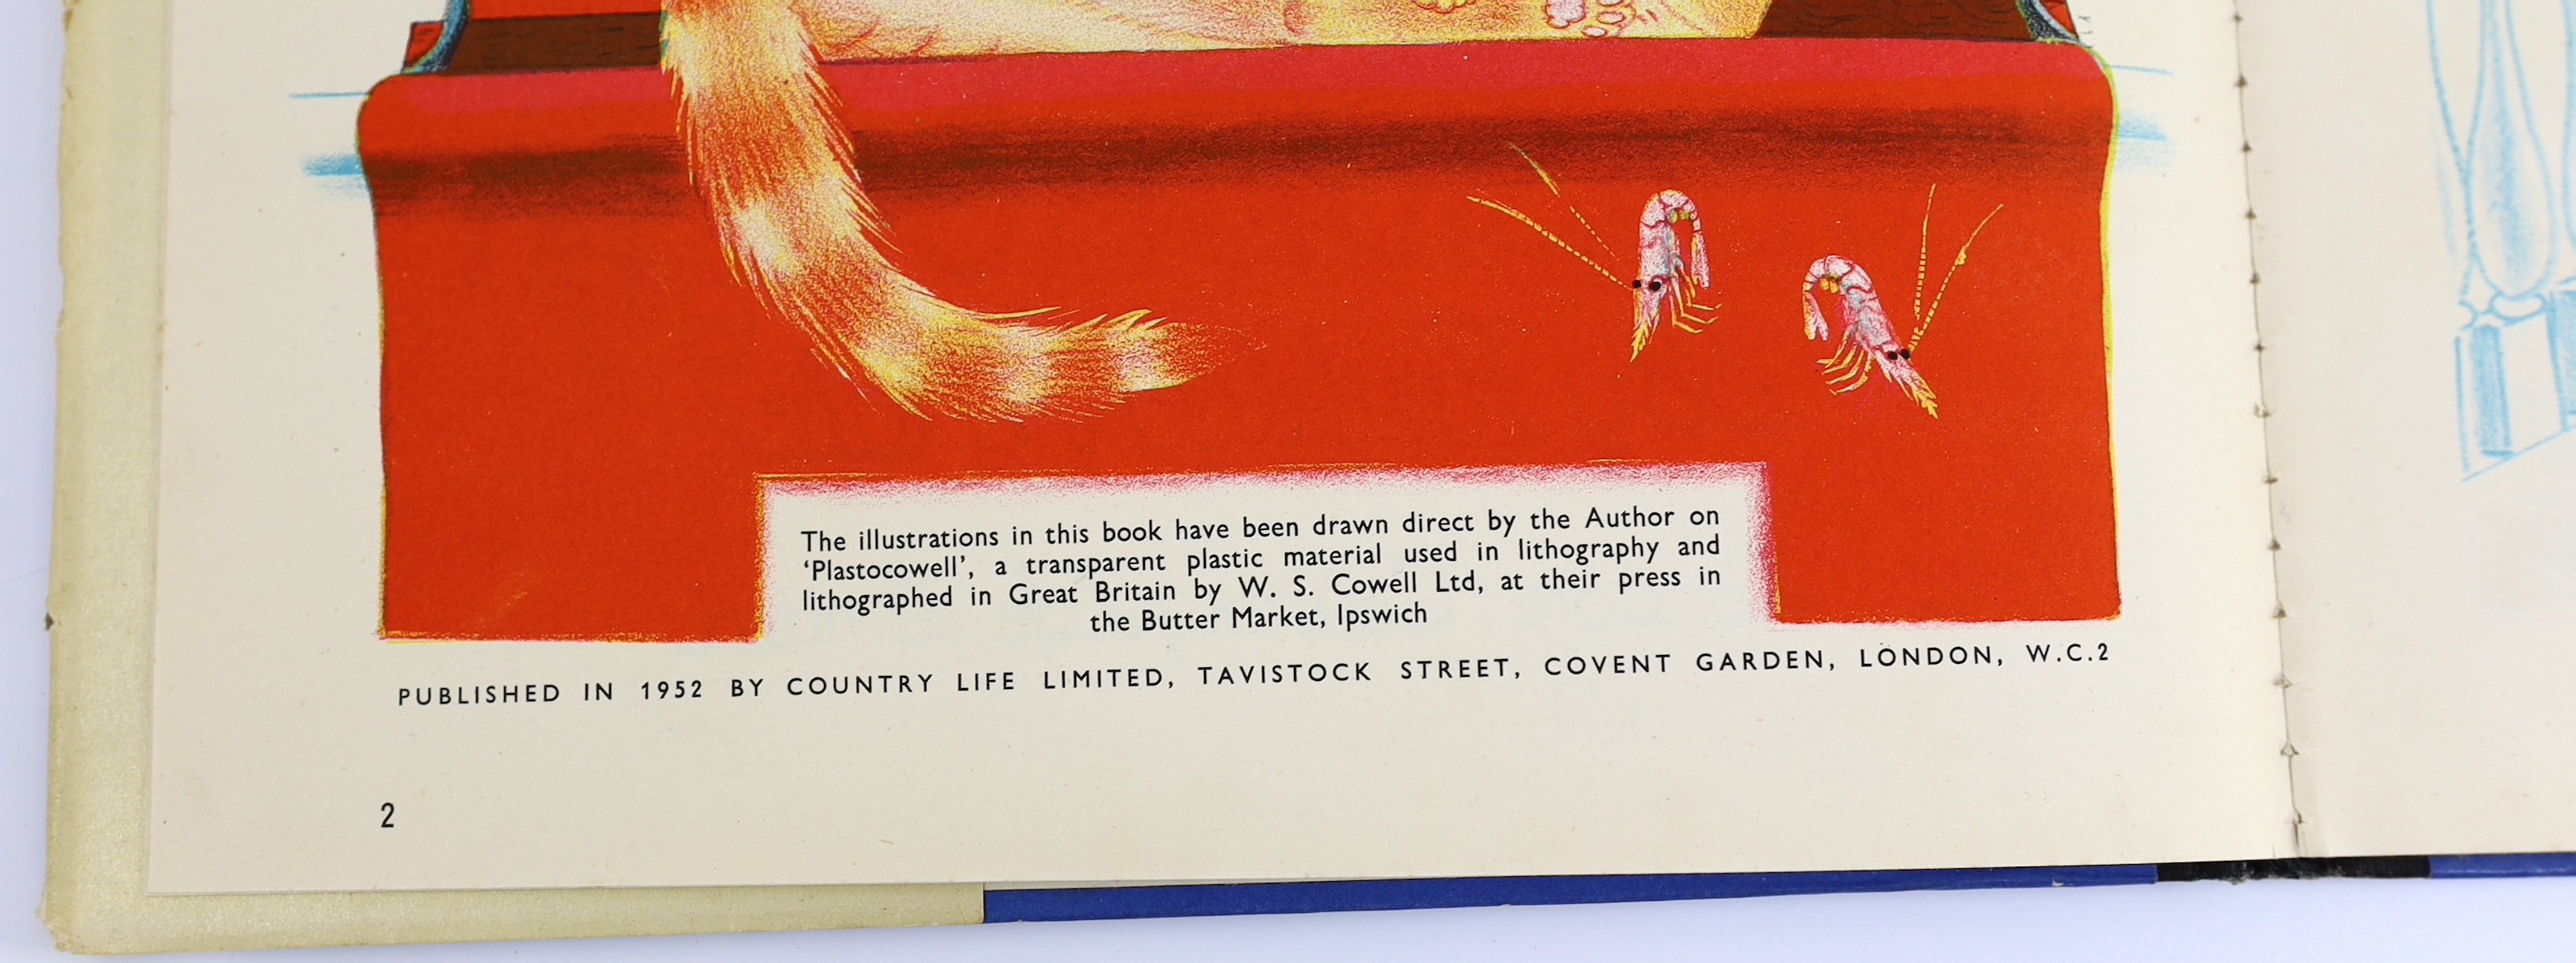 The illustrations in this book have been drawn direct by the Author on
‘Plastocowell’, a transparent plastic material used in lithography and
lithographed in Great Britain by W. S. Cowell Ltd, at their press in
the Butter Market, Ipswich
PUBLISHED IN 1952 BY COUNTRY LIFE LIMITED, TAVISTOCK STREET, COVENT GARDEN, LONDON, W.C.2
2